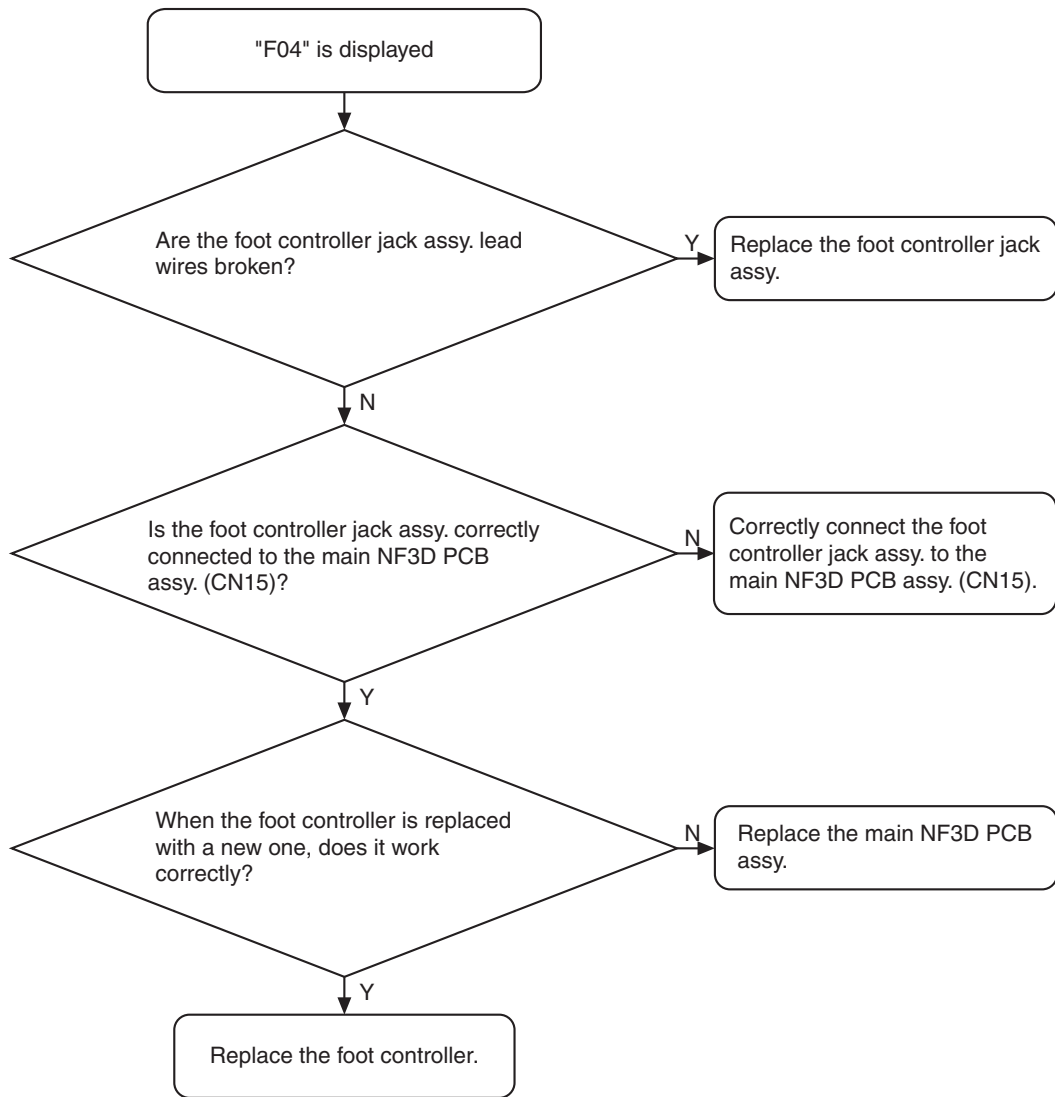 "F04" is displayed
Are the foot controller jack assy. lead
wires broken?
Y
Replace the foot controller jack
assy.
N
Is the foot controller jack assy. correctly
connected to the main NF3D PCB
assy. (CN15)?
N
Correctly connect the foot
controller jack assy. to the
main NF3D PCB assy. (CN15).
Y
When the foot controller is replaced
with a new one, does it work
correctly?
N
Replace the main NF3D PCB
assy.
Y
Replace the foot controller.